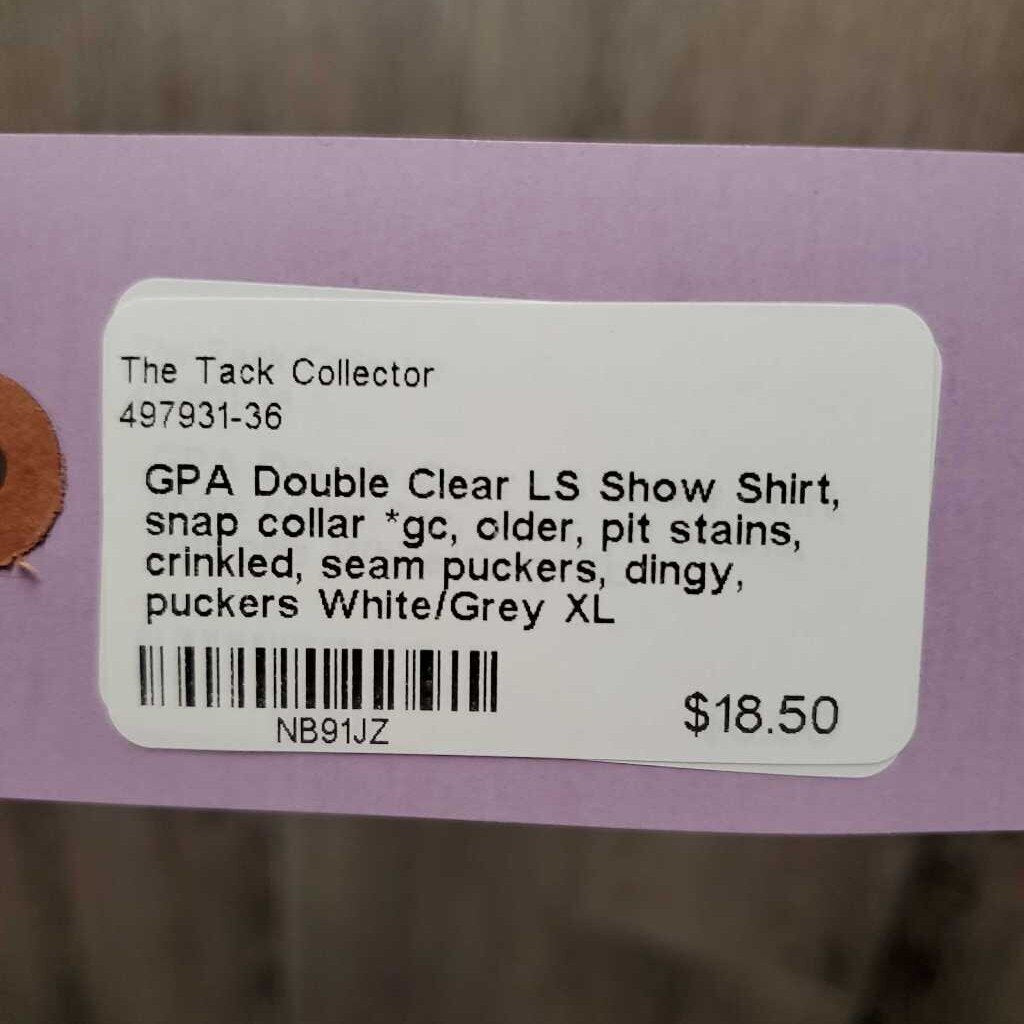 The Tack Collector
497931-36
GPA Double Clear LS Show Shirt,
snap collar *gc, older, pit stains,
crinkled, seam puckers, dingy,
puckers White/Grey XL
NB91JZ
$18.50